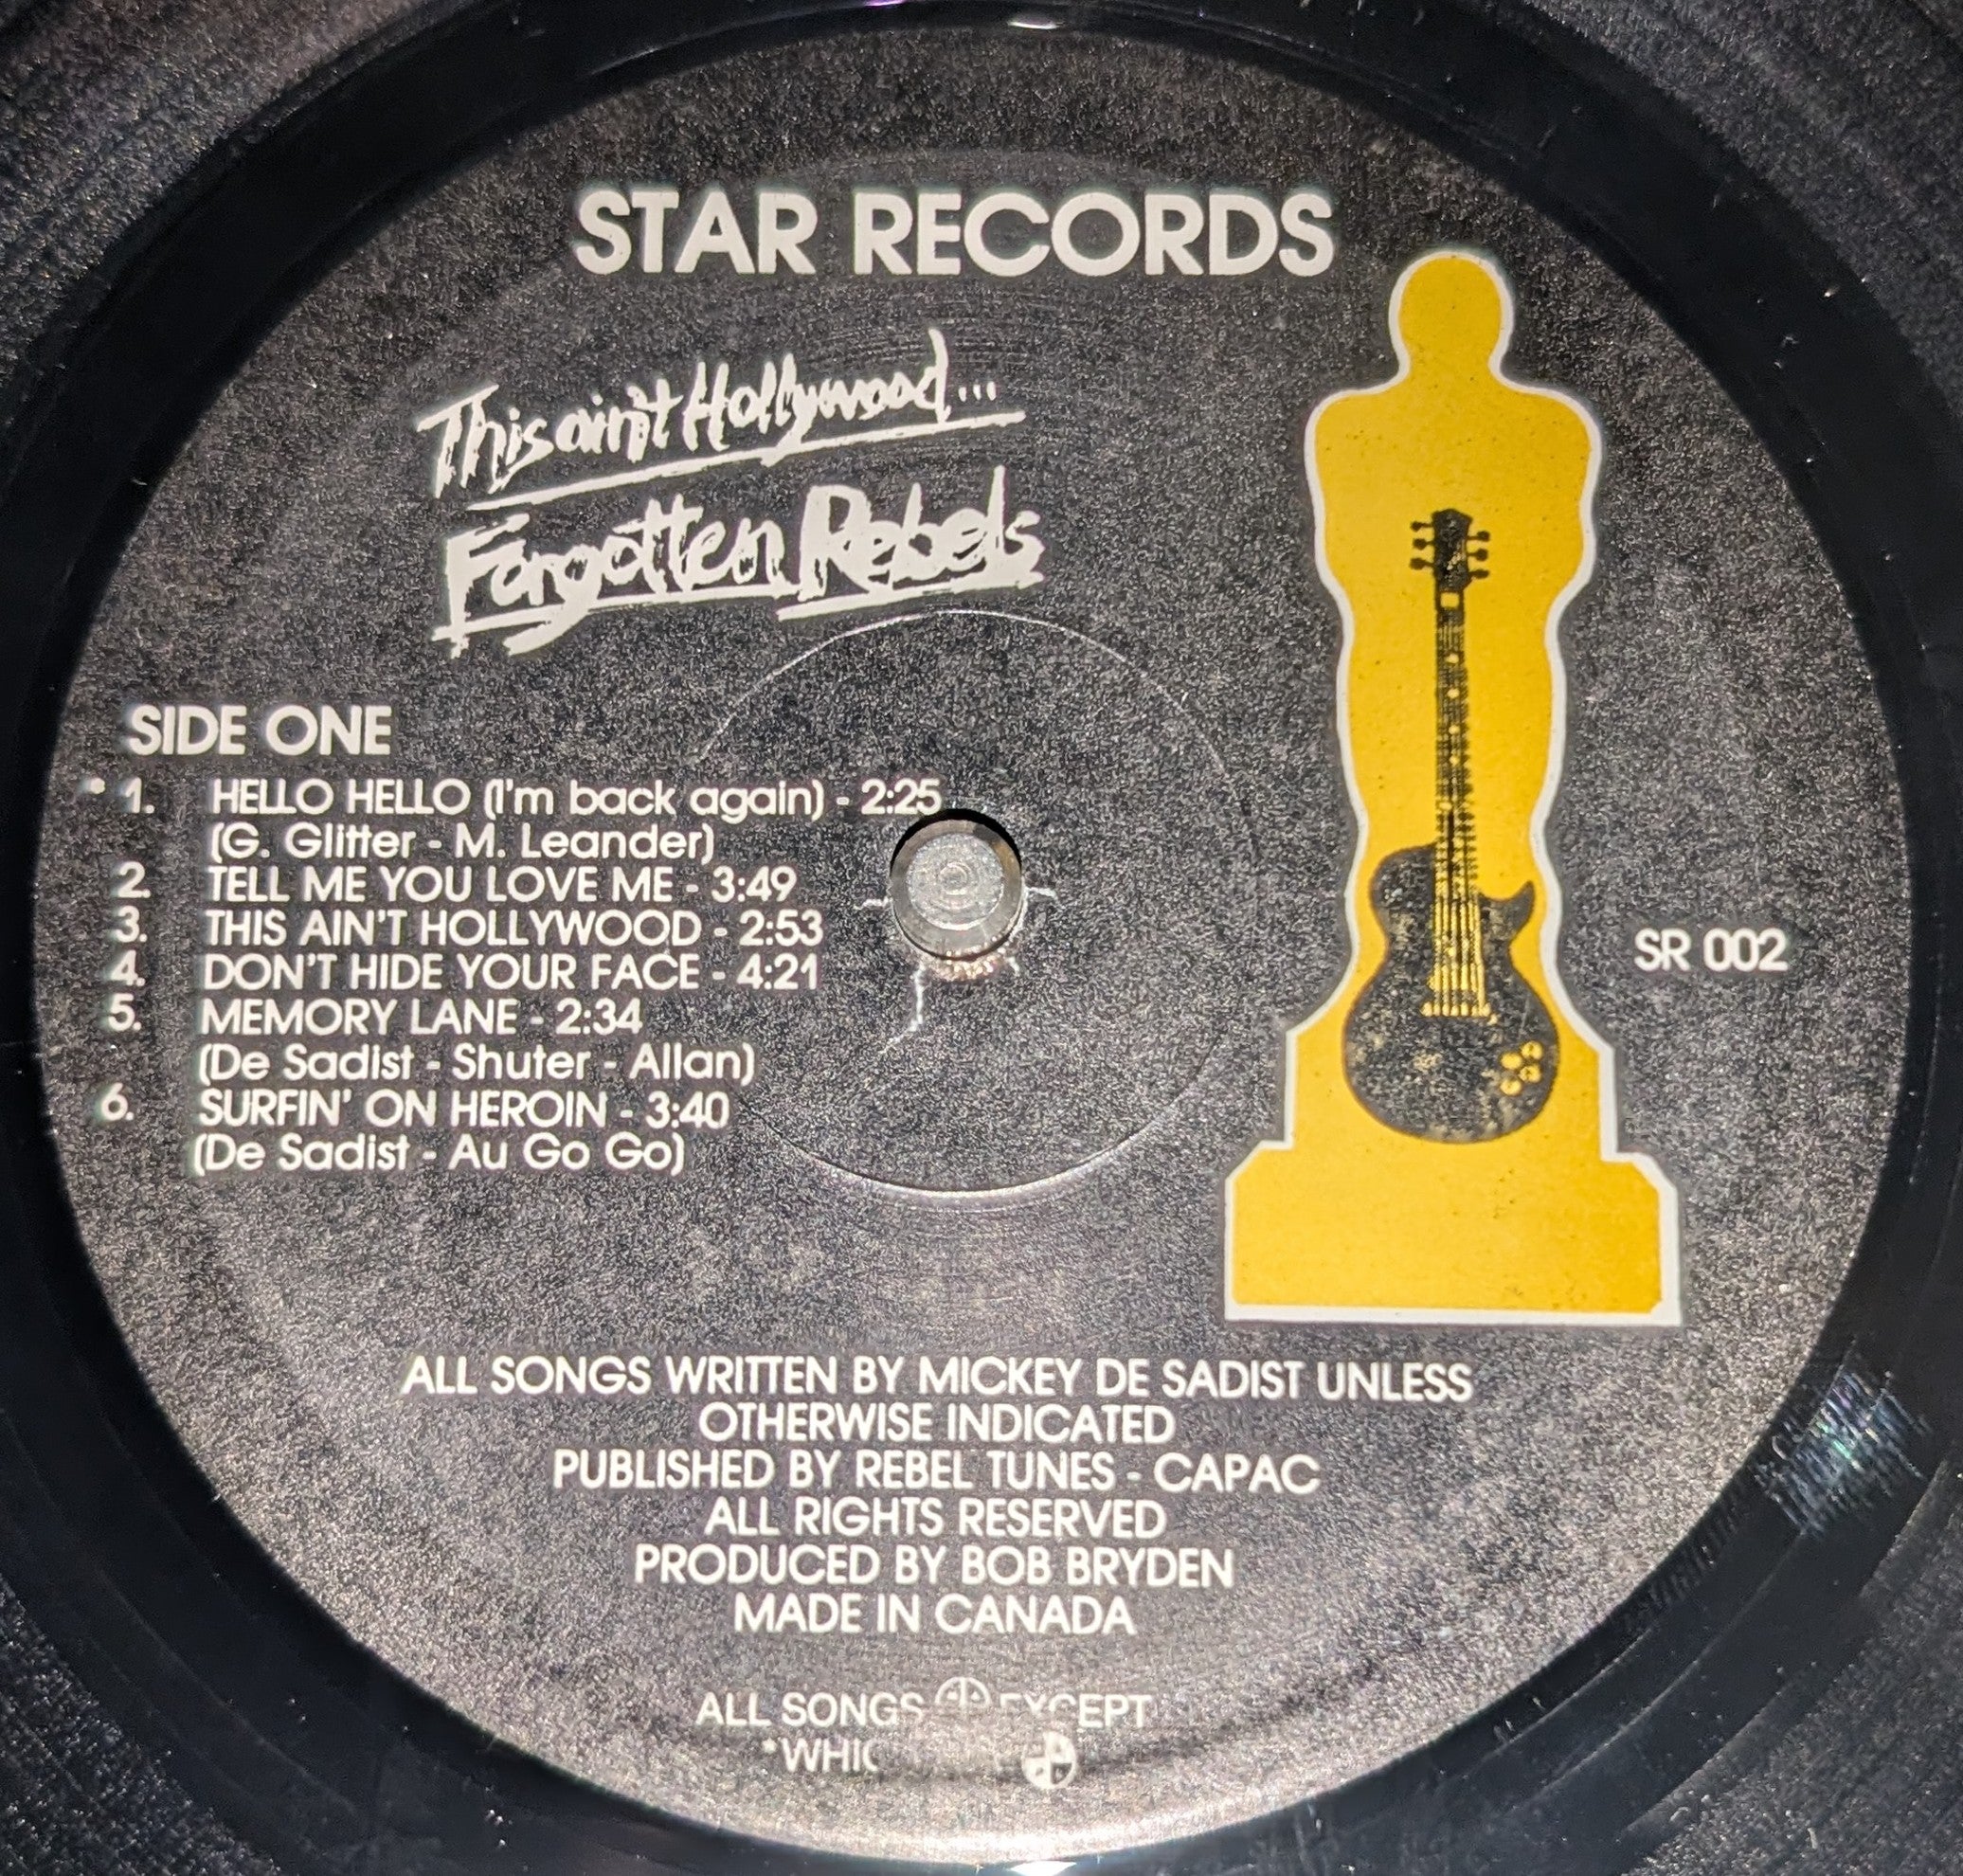 STAR RECORDS
This ain't Hollywood...
Forgotten Rebels
SIDE ONE
* 1. HELLO HELLO (I'm back again) - 2:25
(G. Glitter - M. Leander)
2. TELL ME YOU LOVE ME - 3:49
3. THIS AIN'T HOLLYWOOD - 2:53
4. DON'T HIDE YOUR FACE - 4:21
5. MEMORY LANE - 2:34
(De Sadist - Shuter - Allan)
6. SURFIN' ON HEROIN - 3:40
(De Sadist - Au Go Go)
SR 002
ALL SONGS WRITTEN BY MICKEY DE SADIST UNLESS
OTHERWISE INDICATED
PUBLISHED BY REBEL TUNES - CAPAC
ALL RIGHTS RESERVED
PRODUCED BY BOB BRYDEN
MADE IN CANADA
ALL SONGS EXCEPT